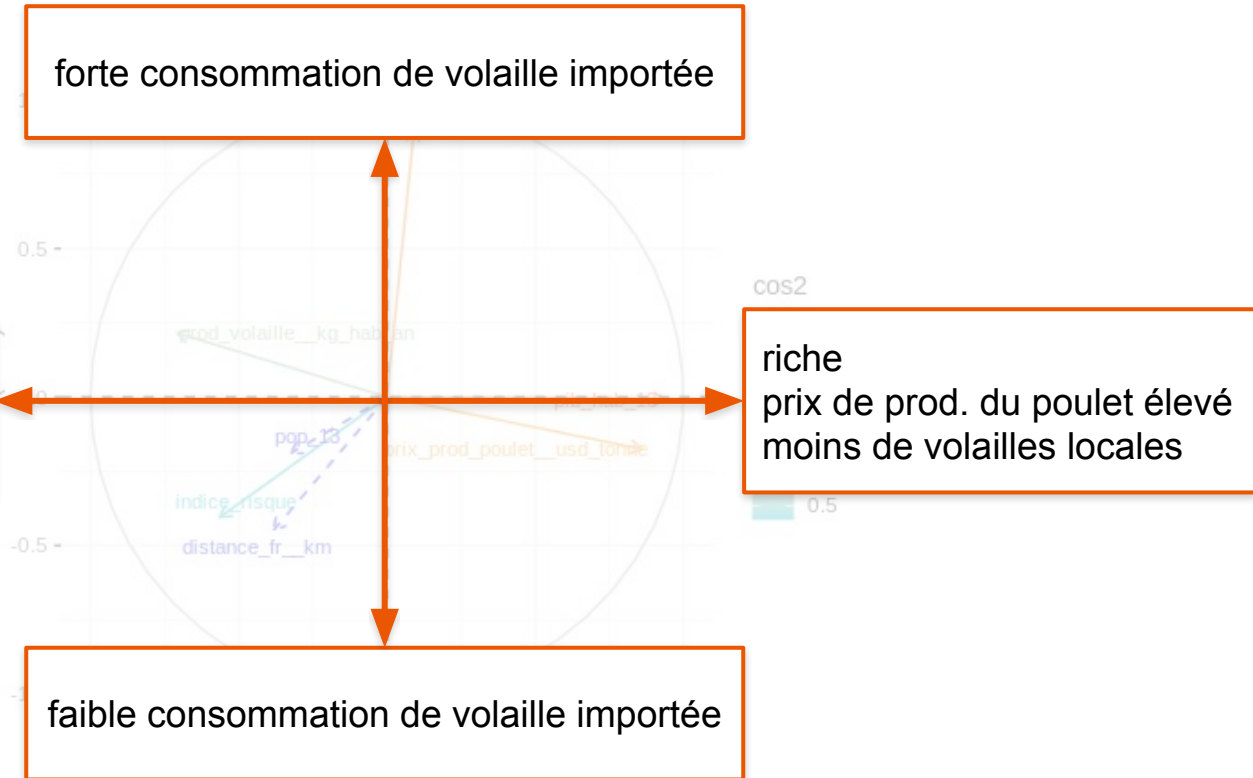 forte consommation de volaille importée
0.5
cos2
prod_volaille__kg_hab_an
riche
prix de prod. du poulet élevé
moins de volailles locales
pop_13
prix_prod_poulet__usd_tonne
indice_risque
0.5
-0.5
distance_fr__km
faible consommation de volaille importée